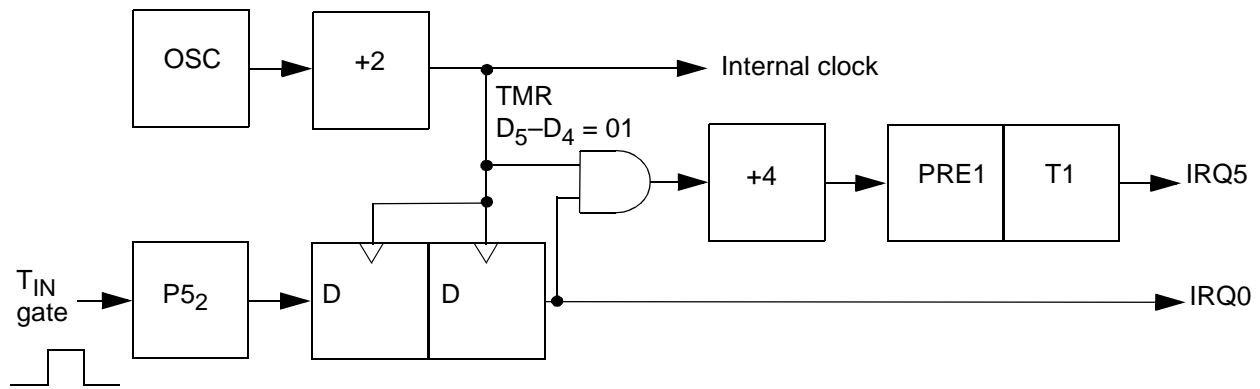 OSC
+2
Internal clock
TMR
D5–D4 = 01
+4
PRE1
T1
IRQ5
TIN
gate
P52
D
D
IRQ0